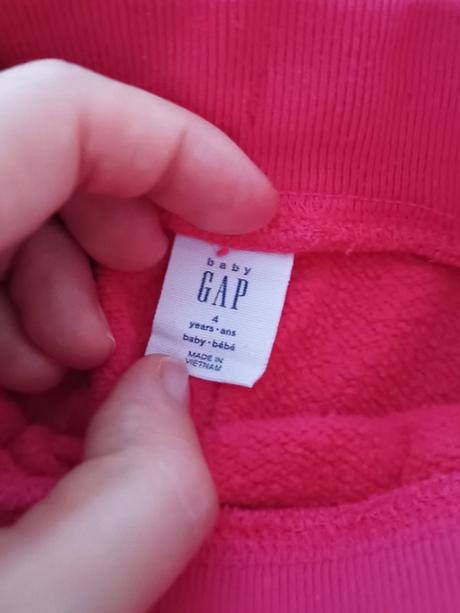 baby
GAP
4
years·ans
baby·bébé
MADE IN
VIETNAM